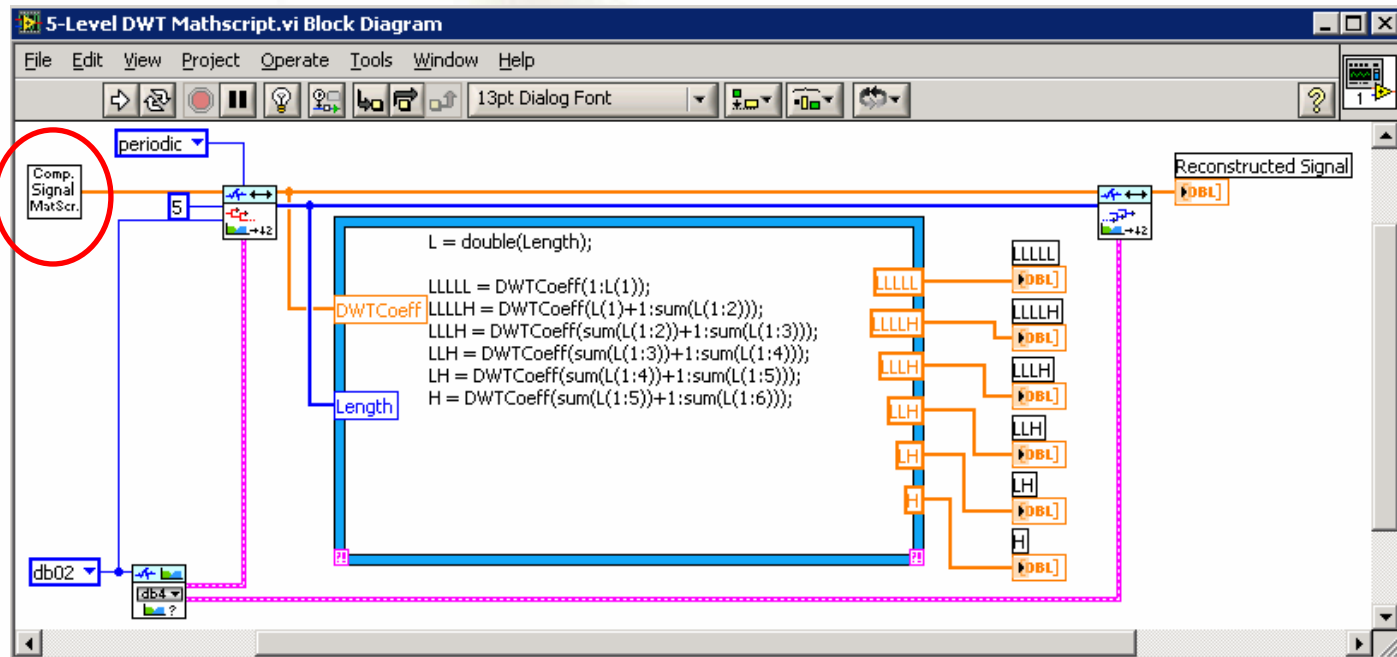 5-Level DWT Mathscript.vi Block Diagram
File Edit View Project Operate Tools Window Help
13pt Dialog Font
1
periodic
Comp.
Signal
MatScr.
5
Reconstructed Signal
DBL]
↓2
↓2
L = double(Length);
LLLLL = DWTCoeff(1:L(1));
LLLLH = DWTCoeff(L(1)+1:sum(L(1:2)));
LLLH = DWTCoeff(sum(L(1:2))+1:sum(L(1:3)));
LLH = DWTCoeff(sum(L(1:3))+1:sum(L(1:4)));
LH = DWTCoeff(sum(L(1:4))+1:sum(L(1:5)));
H = DWTCoeff(sum(L(1:5))+1:sum(L(1:6)));
DWTCoeff
Length
LLLLL
LLLLH
LLLH
LLH
LH
H
LLLLL
DBL]
LLLLH
DBL]
LLLH
DBL]
LLH
DBL]
LH
DBL]
H
DBL]
?!
?!
db02
db4
?